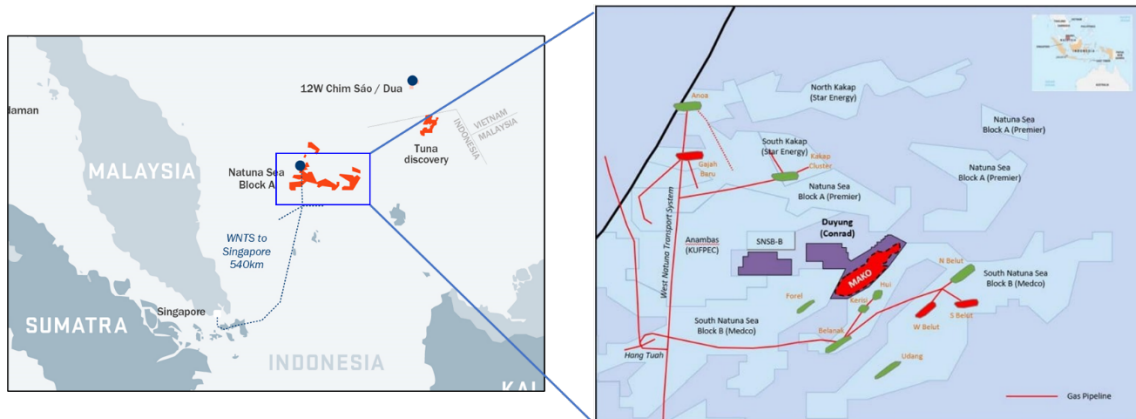 12W Chim Sáo / Dua
daman
VIETNAM
INDONESIA
MALAYSIA
MALAYSIA
Tuna
discovery
Natuna Sea
Block A
WNTS to
Singapore
540km
Singapore
SUMATRA
INDONESIA
KAL
North Kakap
(Star Energy)
Anoa
Natuna Sea
Block A (Premier)
South Kakap
(Star Energy)
Kakap
Cluster
Gajah
Baru
Natuna Sea
Block A (Premier)
Natuna Sea
Block A (Premier)
Duyung
(Conrad)
Anambas
(KUFPEC)
SNSB-B
West Natuna Transport System
MAKO
N Belut
South Natuna Sea
Block B (Medco)
Hui
Forel
Kerisi
South Natuna Sea
Block B (Medco)
S Belut
W Belut
Belanak
Hang Tuah
Udang
Gas Pipeline